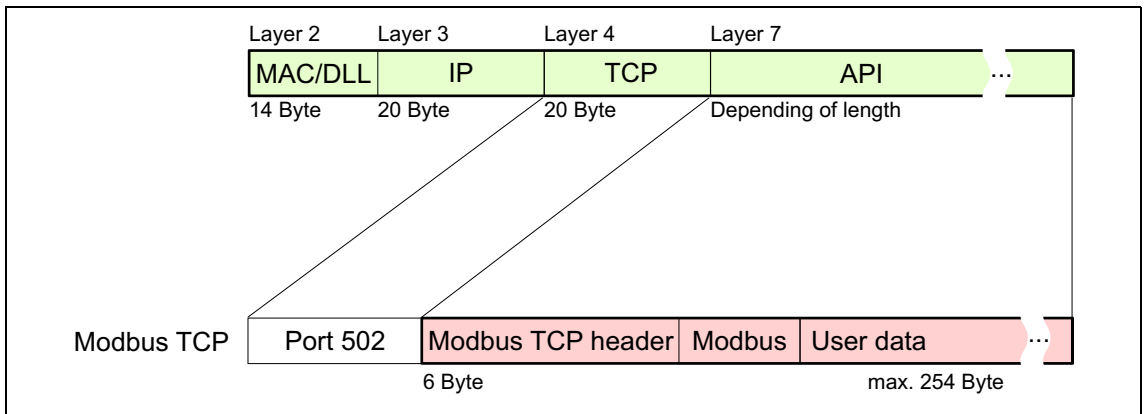 Layer 2 Layer 3 Layer 4 Layer 7
MAC/DLL IP TCP API ...
14 Byte 20 Byte 20 Byte Depending of length
Modbus TCP Port 502 Modbus TCP header Modbus User data ...
6 Byte max. 254 Byte